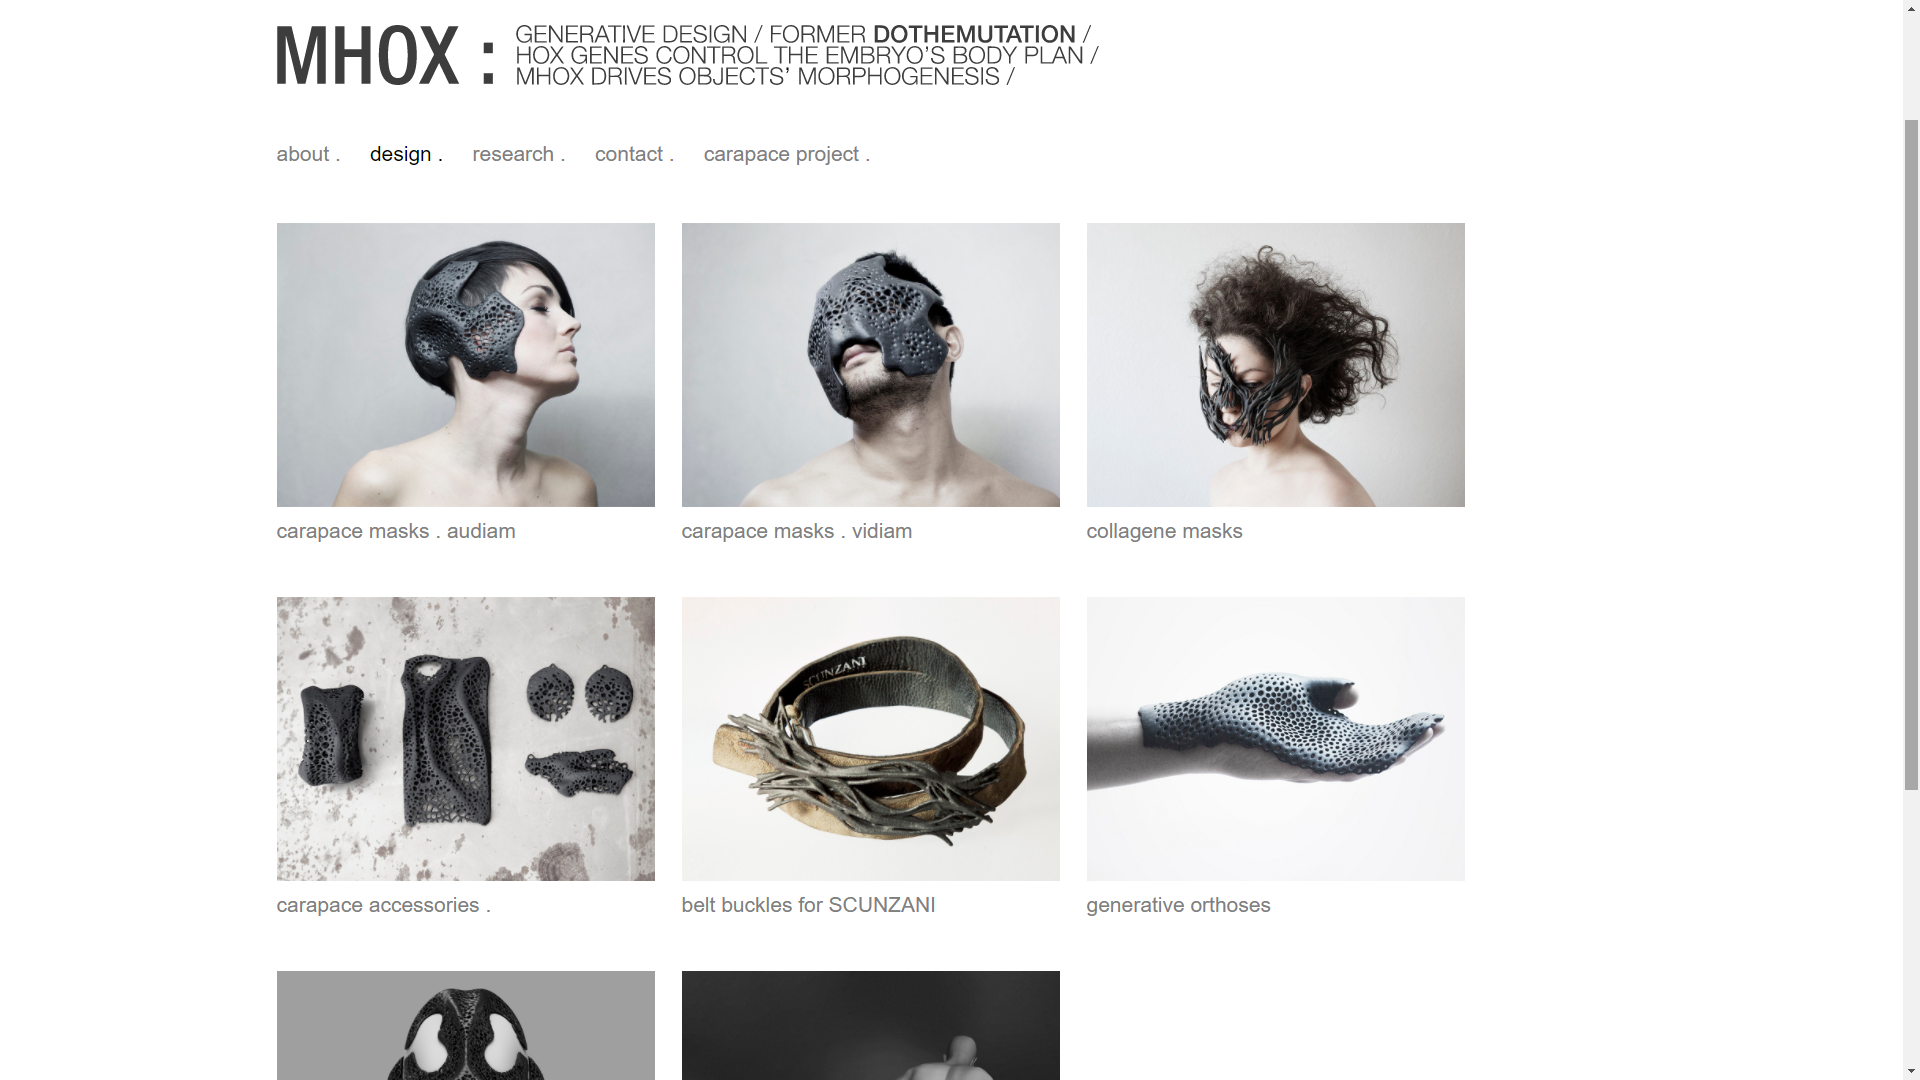 MHOX :
GENERATIVE DESIGN / FORMER DOTHEMUTATION /
HOX GENES CONTROL THE EMBRYO'S BODY PLAN /
MHOX DRIVES OBJECTS' MORPHOGENESIS /
about . design . research . contact . carapace project .
carapace masks . audiam
carapace masks . vidiam
collagene masks
SCUNZANI
carapace accessories .
belt buckles for SCUNZANI
generative orthoses